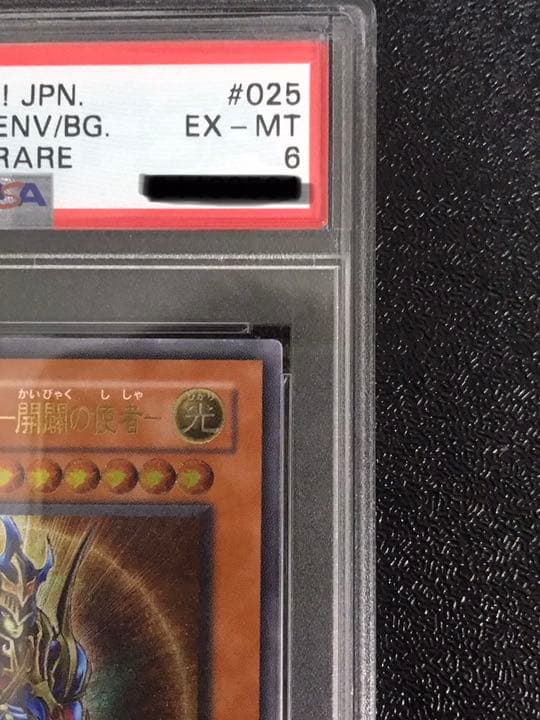 ! JPN. #025
ENV/BG. EX-MT
RARE 6
SA
かいびゃく ししゃ
-開闢の使者- 
ひかり
光